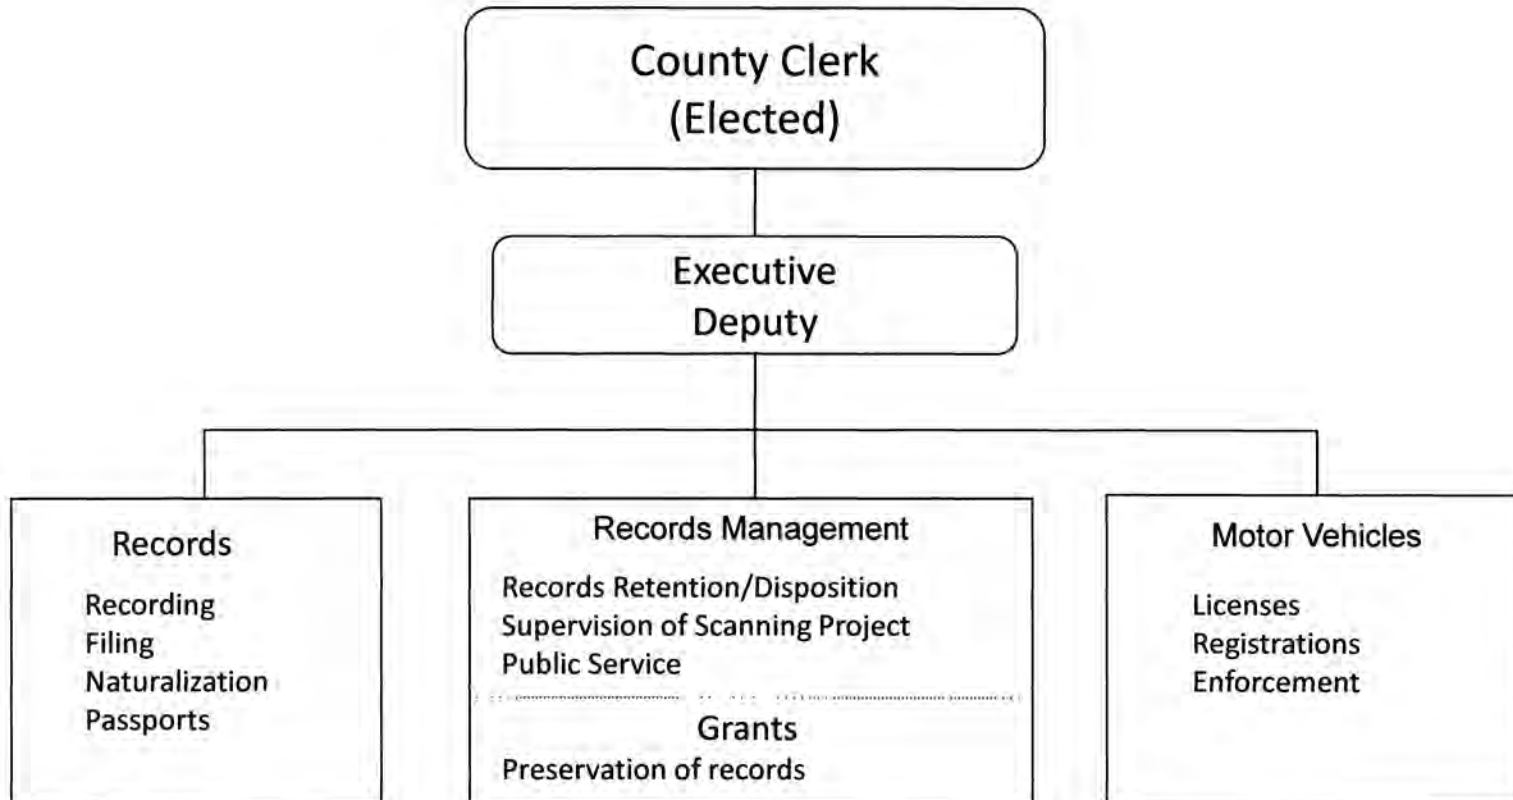 County Clerk
(Elected)
Executive
Deputy
Records
Recording
Filing
Naturalization
Passports
Records Management
Records Retention/Disposition
Supervision of Scanning Project
Public Service
Grants
Preservation of records
Motor Vehicles
Licenses
Registrations
Enforcement